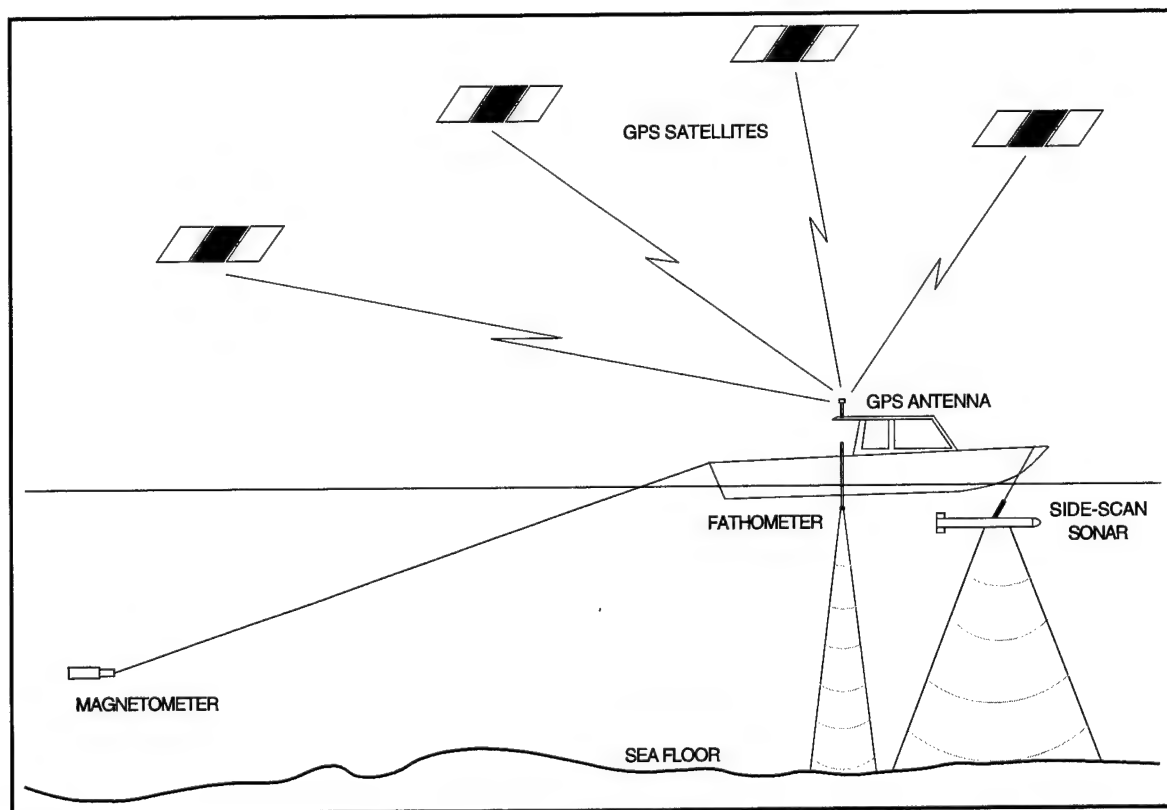 GPS SATELLITES
GPS ANTENNA
FATHOMETER
SIDE-SCAN
SONAR
MAGNETOMETER
SEA FLOOR